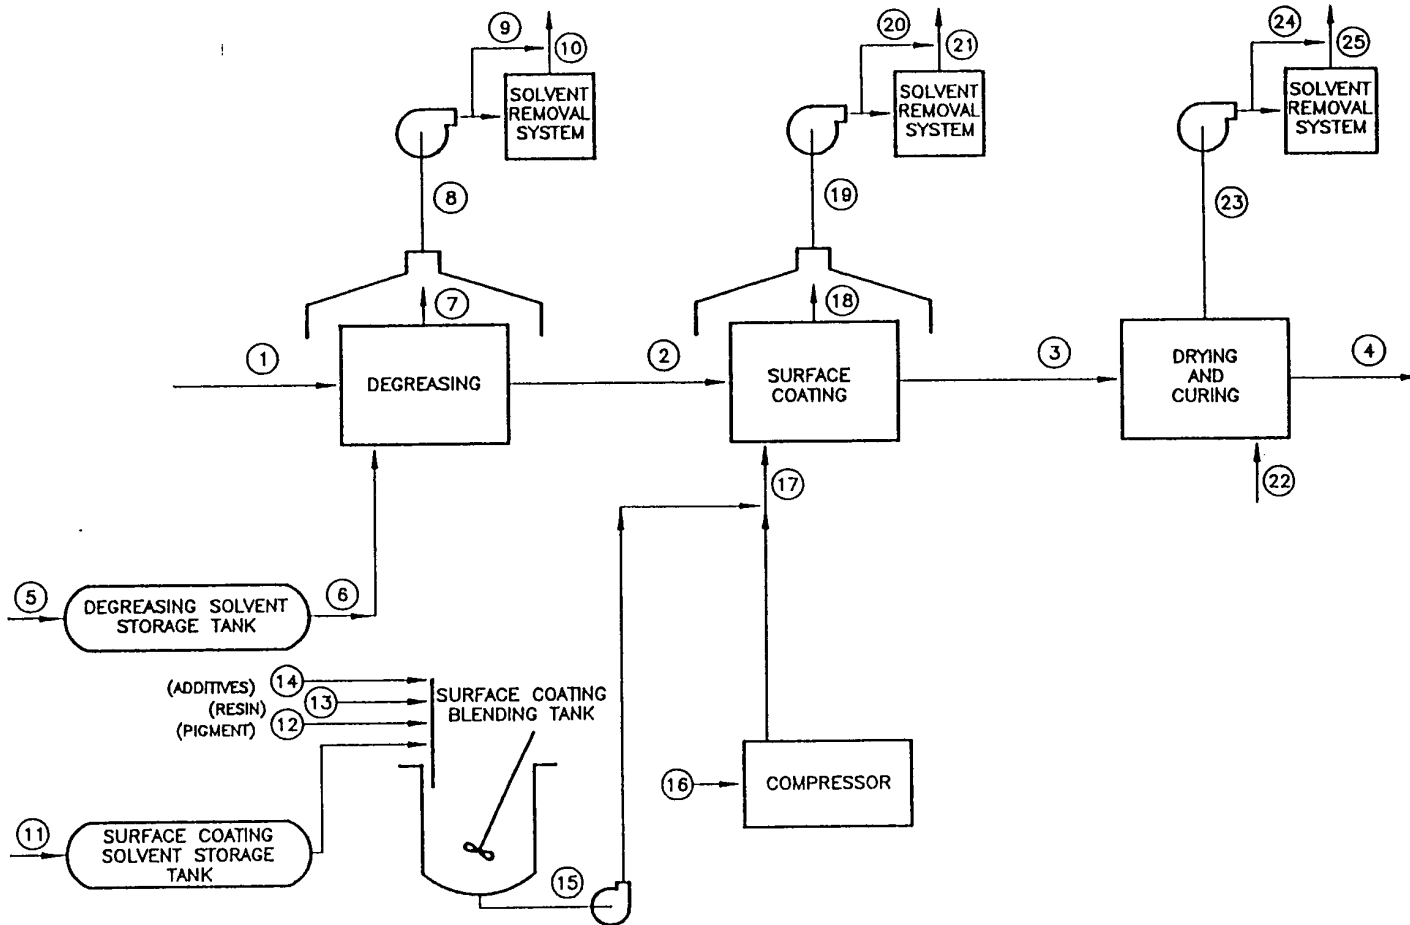 9
10
20
21
24
25
SOLVENT
REMOVAL
SYSTEM
SOLVENT
REMOVAL
SYSTEM
SOLVENT
REMOVAL
SYSTEM
8
19
23
7
18
1
2
3
4
DEGREASING
SURFACE
COATING
DRYING
AND
CURING
17
22
5
6
DEGREASING SOLVENT
STORAGE TANK
(ADDITIVES) 14
(RESIN) 13
(PIGMENT) 12
SURFACE COATING
BLENDING TANK
16
COMPRESSOR
11
SURFACE COATING
SOLVENT STORAGE
TANK
15